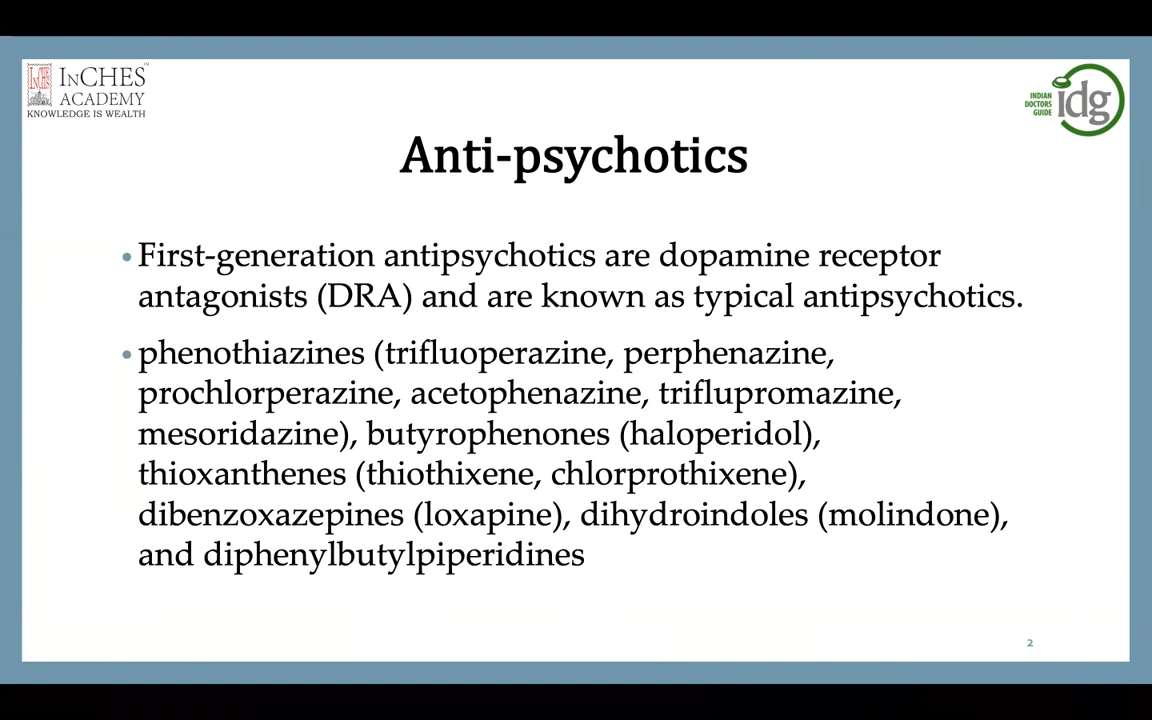 InCHES
ACADEMY
KNOWLEDGE IS WEALTH
INDIAN
DOCTORS
GUIDE
idg
Anti-psychotics
• First-generation antipsychotics are dopamine receptor
antagonists (DRA) and are known as typical antipsychotics.
• phenothiazines (trifluoperazine, perphenazine,
prochlorperazine, acetophenazine, triflupromazine,
mesoridazine), butyrophenones (haloperidol),
thioxanthenes (thiothixene, chlorprothixene),
dibenzoxazepines (loxapine), dihydroindoles (molindone),
and diphenylbutylpiperidines
2